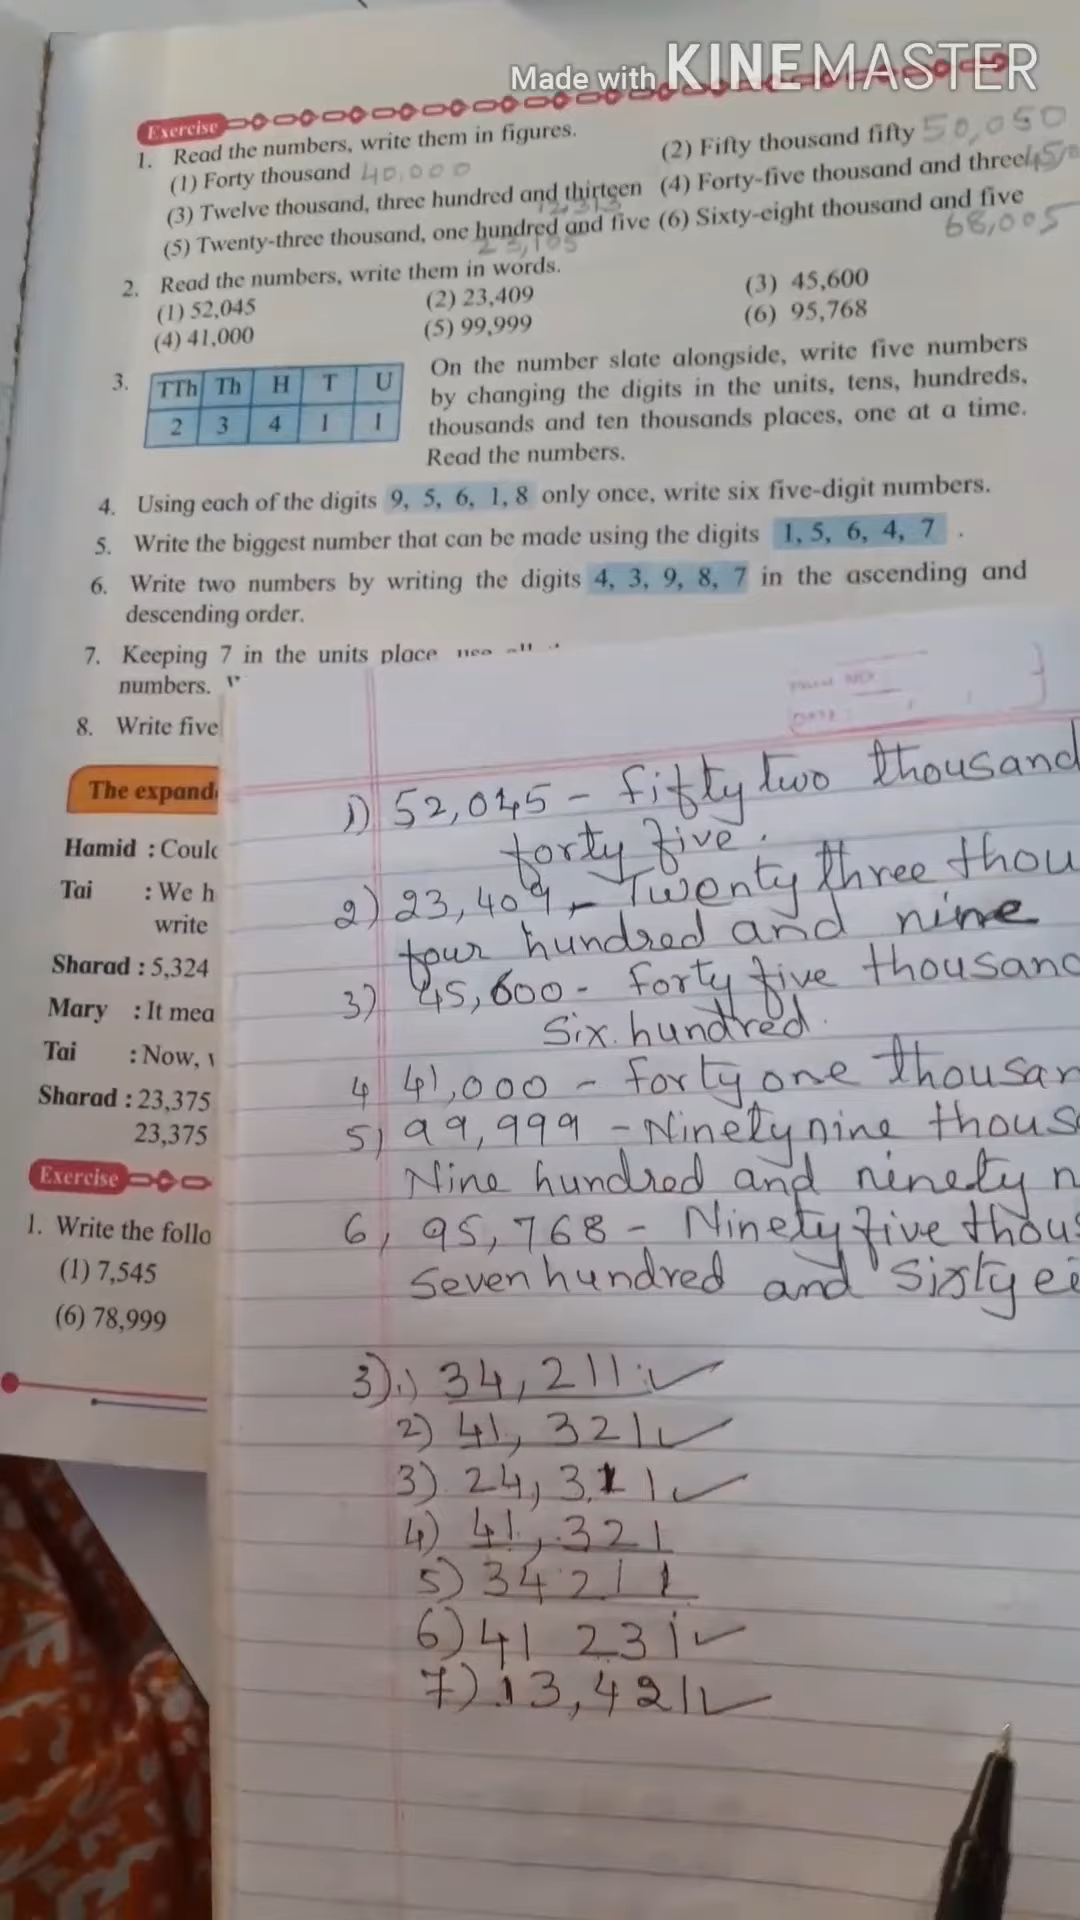 Made with KINEMASTER
Exercise
1. Read the numbers, write them in figures.
(1) Forty thousand 40,000
(2) Fifty thousand fifty 50,050
(3) Twelve thousand, three hundred and thirteen 12,313
(4) Forty-five thousand and three
(5) Twenty-three thousand, one hundred and five 23,105
(6) Sixty-eight thousand and five 68,005
2. Read the numbers, write them in words.
(1) 52,045 (2) 23,409 (3) 45,600
(4) 41,000 (5) 99,999 (6) 95,768
3. TTh Th H T U
2 3 4 1 1
On the number slate alongside, write five numbers
by changing the digits in the units, tens, hundreds,
thousands and ten thousands places, one at a time.
Read the numbers.
4. Using each of the digits 9, 5, 6, 1, 8 only once, write six five-digit numbers.
5. Write the biggest number that can be made using the digits 1, 5, 6, 4, 7 .
6. Write two numbers by writing the digits 4, 3, 9, 8, 7 in the ascending and
descending order.
7. Keeping 7 in the units place
numbers.
8. Write five
The expand
Hamid : Could
Tai : We h
write
Sharad : 5,324
Mary : It mea
Tai : Now,
Sharad : 23,375
23,375
Exercise
1. Write the follo
(1) 7,545
(6) 78,999
1) 52,045 - fifty two thousand
forty five.
2) 23,409 - Twenty three thou
four hundred and nine
3) 45,600 - Forty five thousand
Six hundred.
4 41,000 - forty one thousan
5) 99,999 - Ninety nine thous
Nine hundred and ninety n
6, 95,768 - Ninety five thous
Seven hundred and Sixty ei
3) 1) 34,211
2) 41, 321
3) 24, 311
4) 41, 321
5) 34 211
6) 41 231
7) 13,421